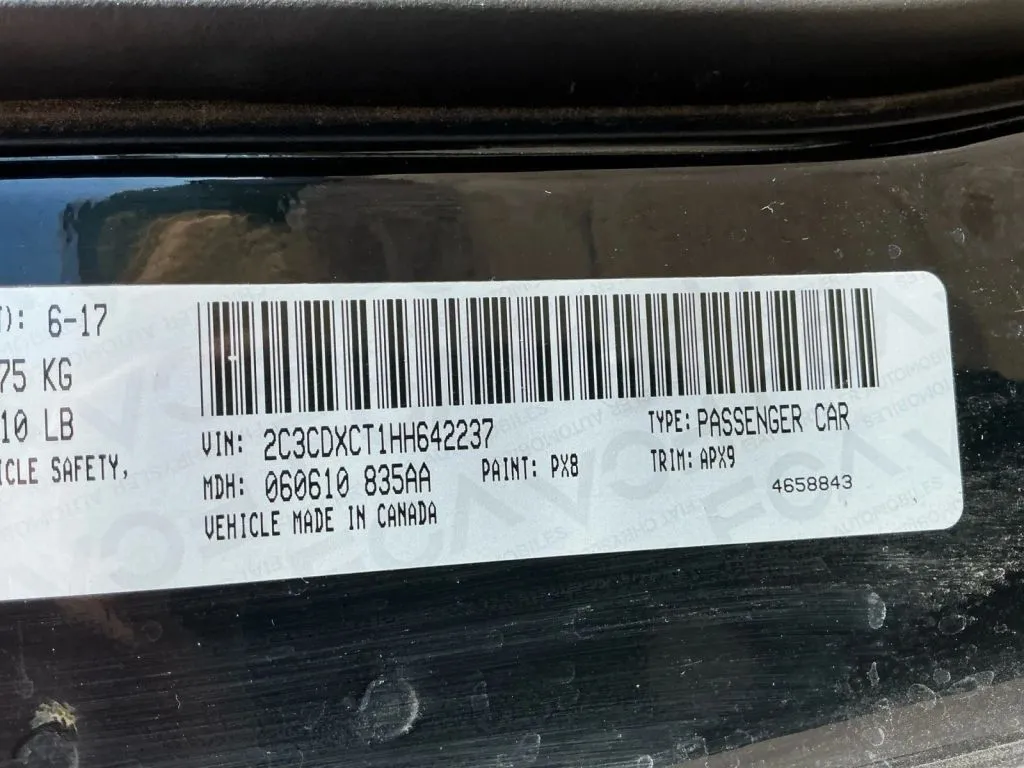 T): 6-17
75 KG
10 LB
ICLE SAFETY,
VIN: 2C3CDXCT1HH642237
TYPE: PASSENGER CAR
MDH: 060610 835AA
PAINT: PX8
TRIM: APX9
VEHICLE MADE IN CANADA
4658843